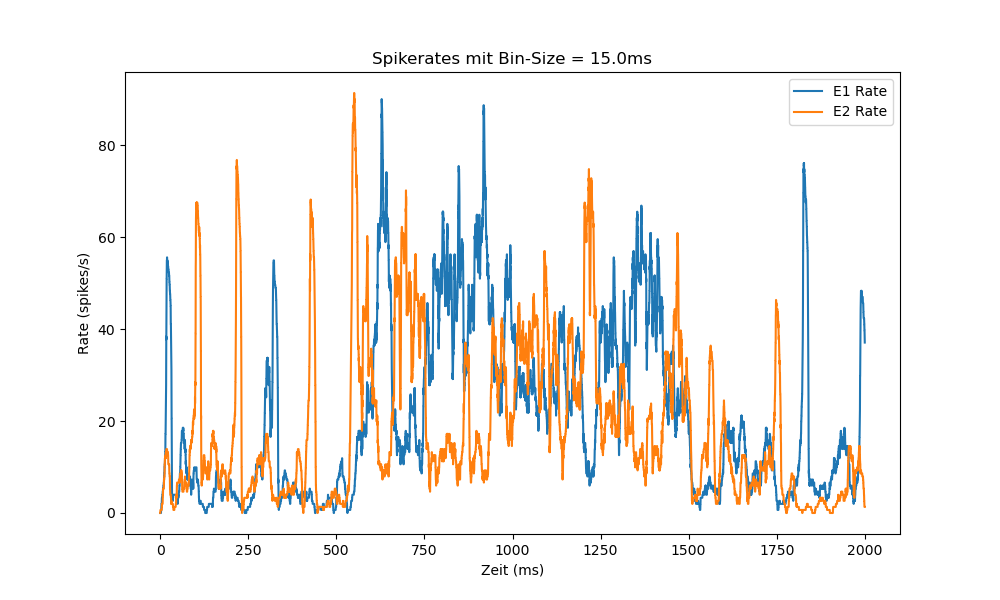 Spikerates mit Bin-Size = 15.0ms
E1 Rate
E2 Rate
Rate (spikes/s)
80
60
40
20
0
0 250 500 750 1000 1250 1500 1750 2000
Zeit (ms)